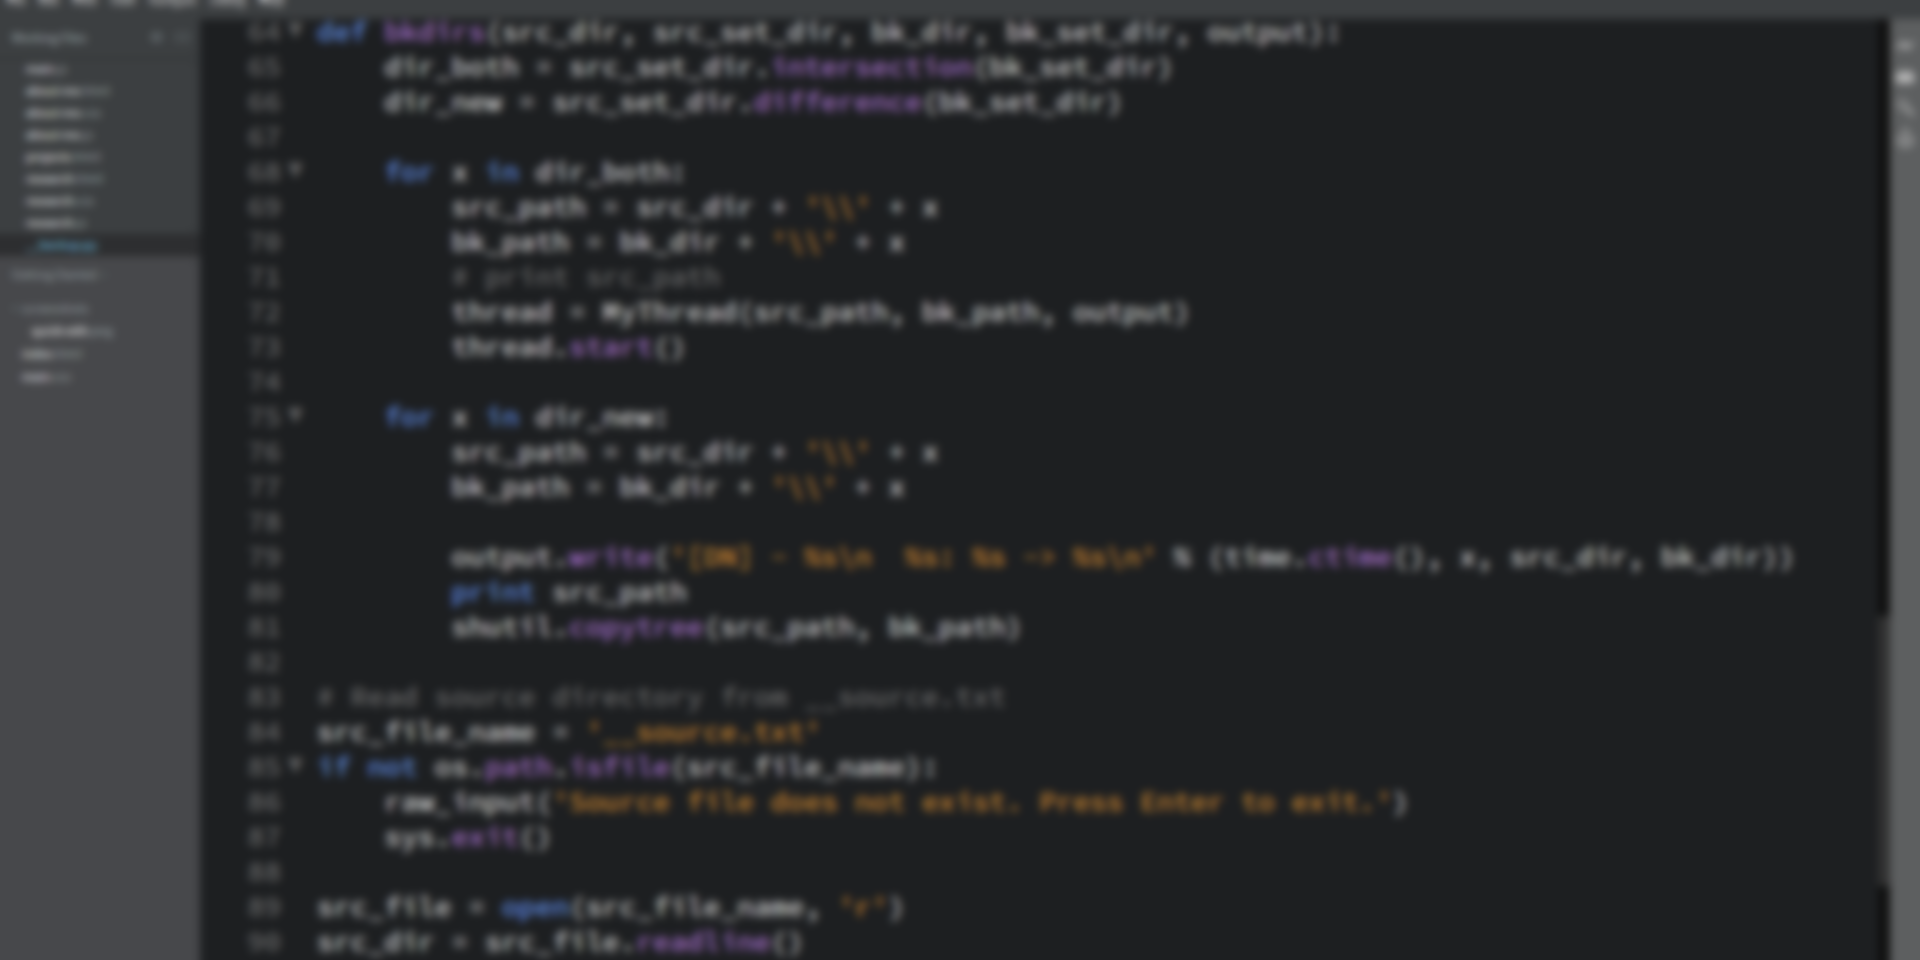 64 def bkdirs(src_dir, src_set_dir, bk_dir, bk_set_dir, output):
65     dir_both = src_set_dir.intersection(bk_set_dir)
66     dir_new = src_set_dir.difference(bk_set_dir)
67
68     for x in dir_both:
69         src_path = src_dir + "\\" + x
70         bk_path = bk_dir + "\\" + x
71         # print src_path
72         thread = MyThread(src_path, bk_path, output)
73         thread.start()
74
75     for x in dir_new:
76         src_path = src_dir + "\\" + x
77         bk_path = bk_dir + "\\" + x
78
79         output.write("[DN] - %s\n  %s: %s -> %s\n" % (time.ctime(), x, src_dir, bk_dir))
80         print src_path
81         shutil.copytree(src_path, bk_path)
82
83 # Read source directory from __source.txt
84 src_file_name = '__source.txt'
85 if not os.path.isfile(src_file_name):
86     raw_input("Source file does not exist. Press Enter to exit.")
87     sys.exit()
88
89 src_file = open(src_file_name, "r")
90 src_dir = src_file.readline()